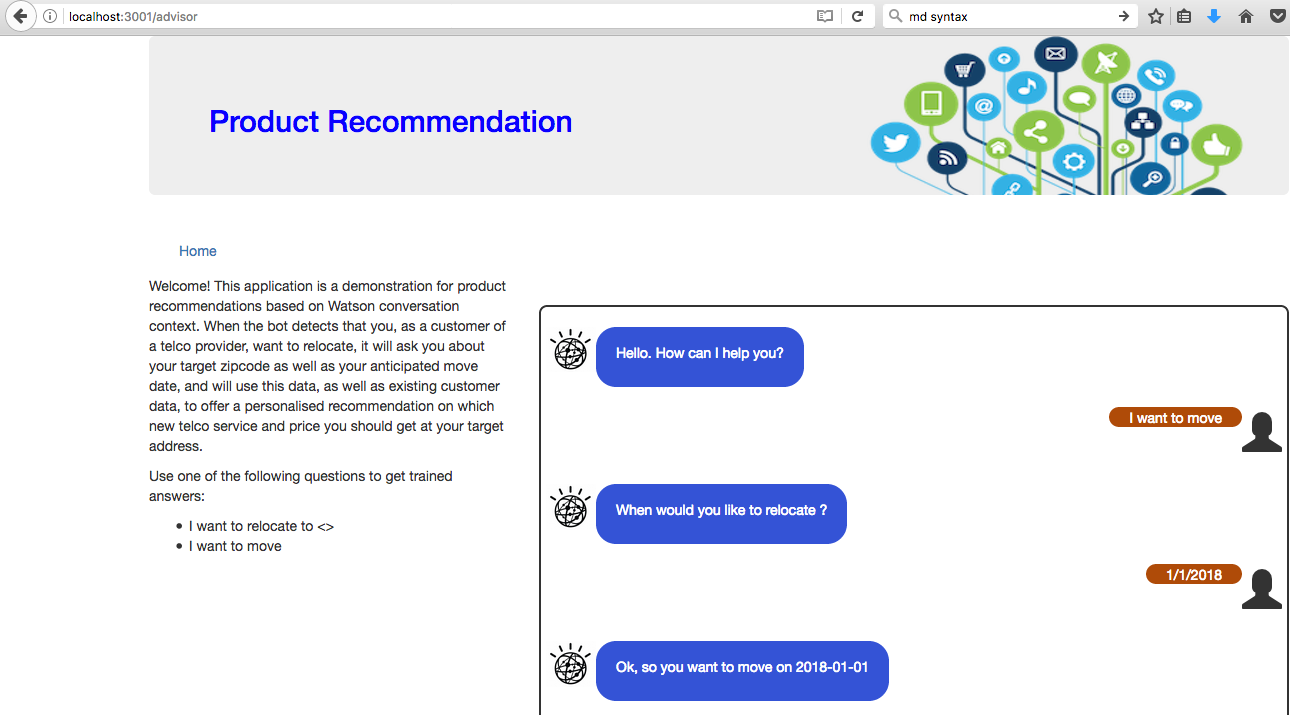 localhost:3001/advisor
md syntax
Product Recommendation
Home
Welcome! This application is a demonstration for product
recommendations based on Watson conversation
context. When the bot detects that you, as a customer of
a telco provider, want to relocate, it will ask you about
your target zipcode as well as your anticipated move
date, and will use this data, as well as existing customer
data, to offer a personalised recommendation on which
new telco service and price you should get at your target
address.
Use one of the following questions to get trained
answers:
• I want to relocate to <>
• I want to move
Hello. How can I help you?
I want to move
When would you like to relocate ?
1/1/2018
Ok, so you want to move on 2018-01-01